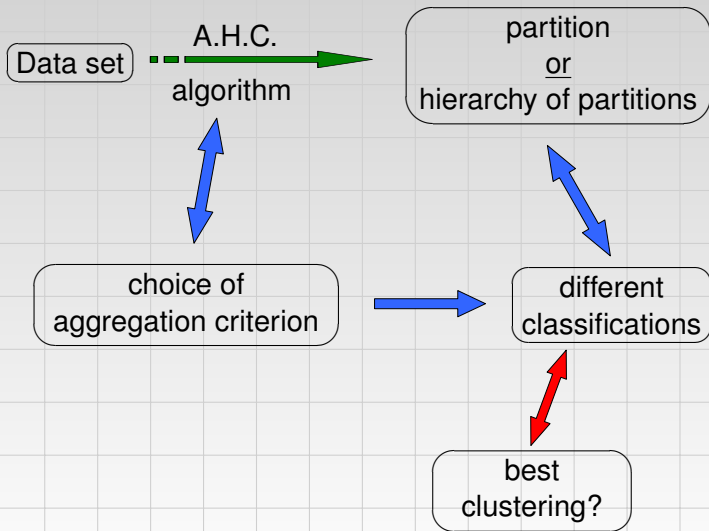 Data set
A.H.C.
algorithm
partition
or
hierarchy of partitions
choice of
aggregation criterion
different
classifications
best
clustering?